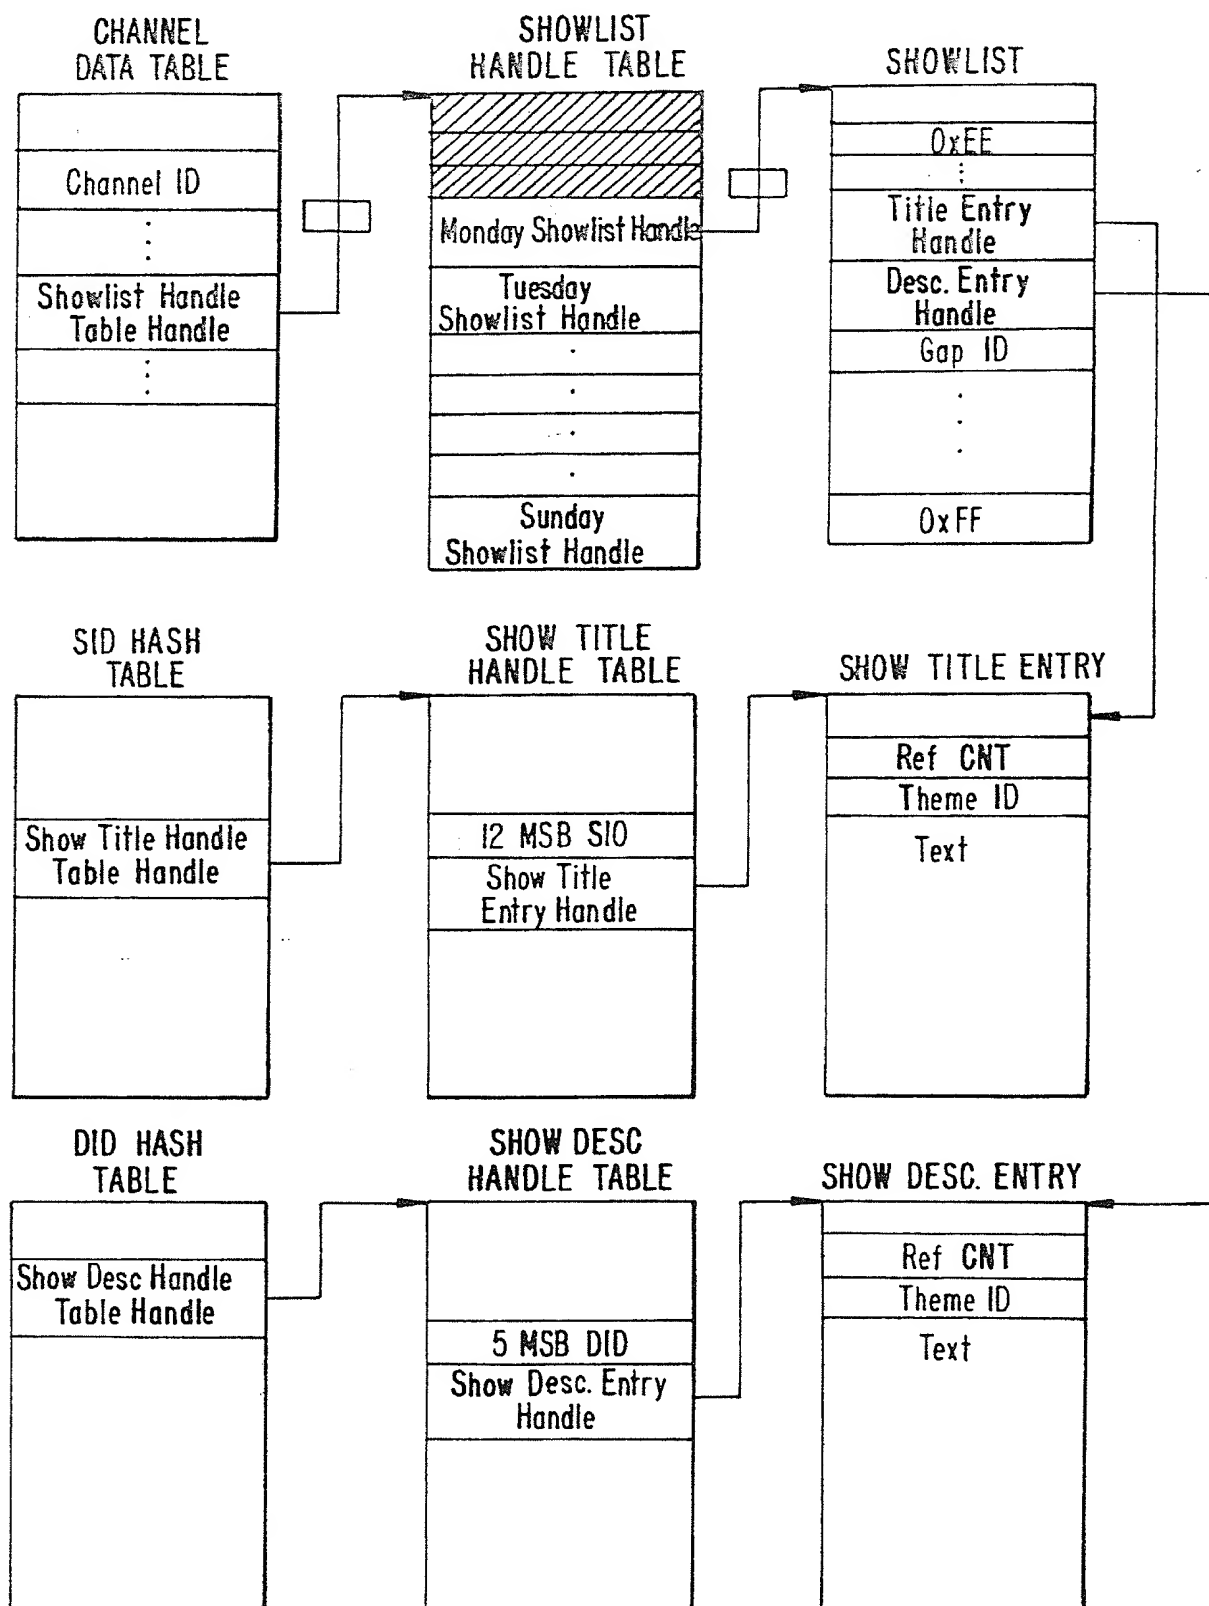 CHANNEL
DATA TABLE
Channel ID
Showlist Handle
Table Handle
SHOWLIST
HANDLE TABLE
Monday Showlist Handle
Tuesday
Showlist Handle
Sunday
Showlist Handle
SHOWLIST
0xEE
Title Entry
Handle
Desc. Entry
Handle
Gap ID
0xFF
SID HASH
TABLE
Show Title Handle
Table Handle
SHOW TITLE
HANDLE TABLE
12 MSB SIO
Show Title
Entry Handle
SHOW TITLE ENTRY
Ref CNT
Theme ID
Text
DID HASH
TABLE
Show Desc Handle
Table Handle
SHOW DESC
HANDLE TABLE
5 MSB DID
Show Desc. Entry
Handle
SHOW DESC. ENTRY
Ref CNT
Theme ID
Text